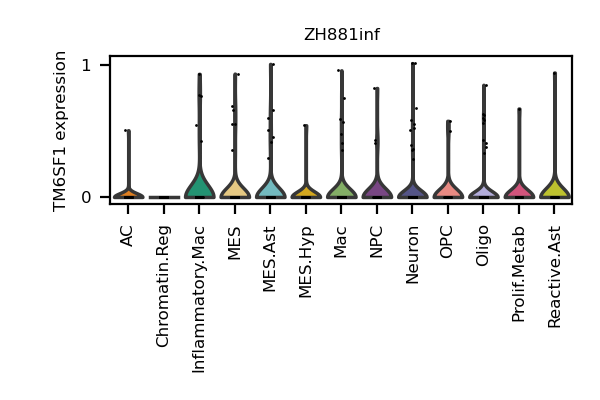 ZH881inf
TM6SF1 expression
1
0
AC
Chromatin.Reg
Inflammatory.Mac
MES
MES.Ast
MES.Hyp
Mac
NPC
Neuron
OPC
Oligo
Prolif.Metab
Reactive.Ast